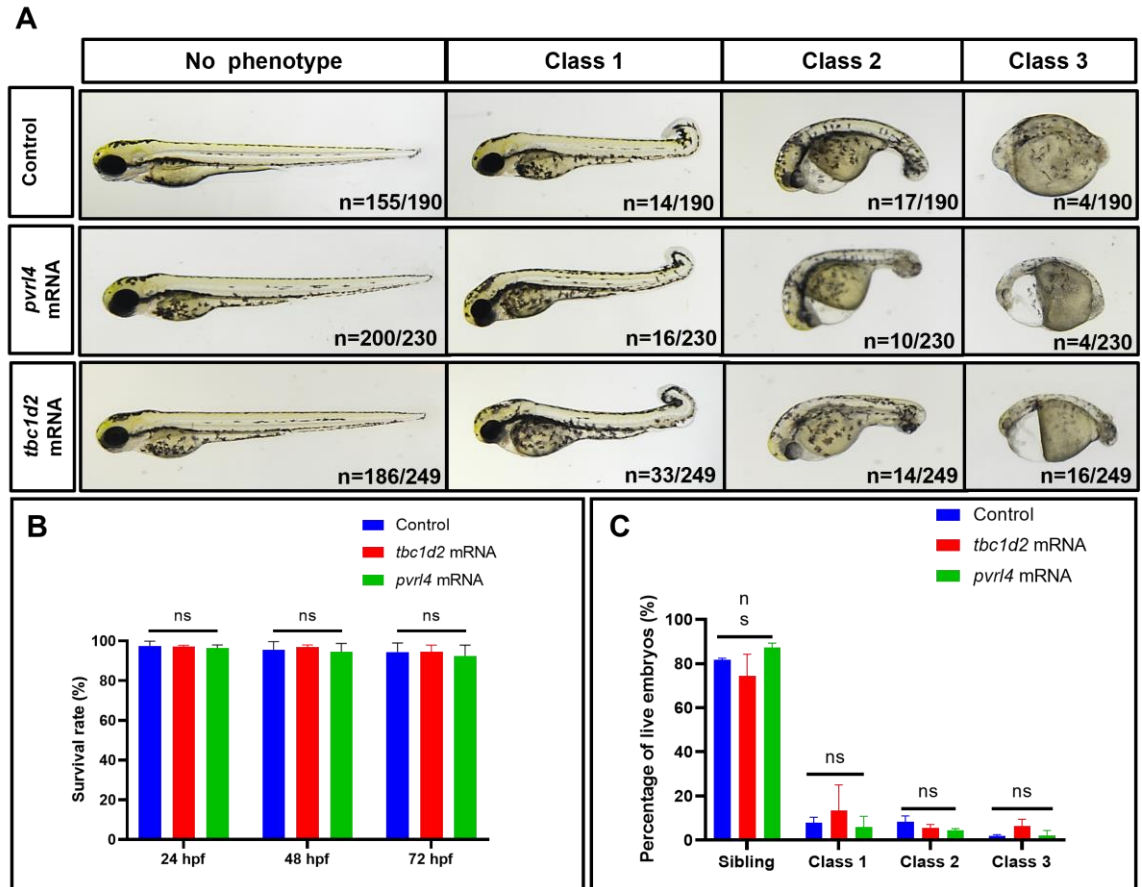 A
No phenotype
Class 1
Class 2
Class 3
Control
n=155/190
n=14/190
n=17/190
n=4/190
pvrl4
mRNA
n=200/230
n=16/230
n=10/230
n=4/230
tbc1d2
mRNA
n=186/249
n=33/249
n=14/249
n=16/249
B
Control
tbc1d2 mRNA
pvrl4 mRNA
ns
ns
ns
Survival rate (%)
100
80
60
40
20
0
24 hpf
48 hpf
72 hpf
C
Control
tbc1d2 mRNA
pvrl4 mRNA
n
s
ns
ns
ns
Percentage of live embryos (%)
100
80
60
40
20
0
Sibling
Class 1
Class 2
Class 3